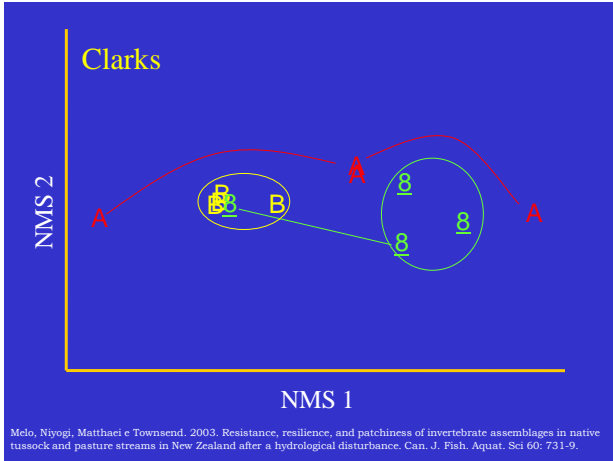 Clarks
A
A
8
B
B
8
B
A
8
A
8
NMS 2
NMS 1
Melo, Niyogi, Matthaei e Townsend. 2003. Resistance, resilience, and patchiness of invertebrate assemblages in native
tussock and pasture streams in New Zealand after a hydrological disturbance. Can. J. Fish. Aquat. Sci 60: 731-9.